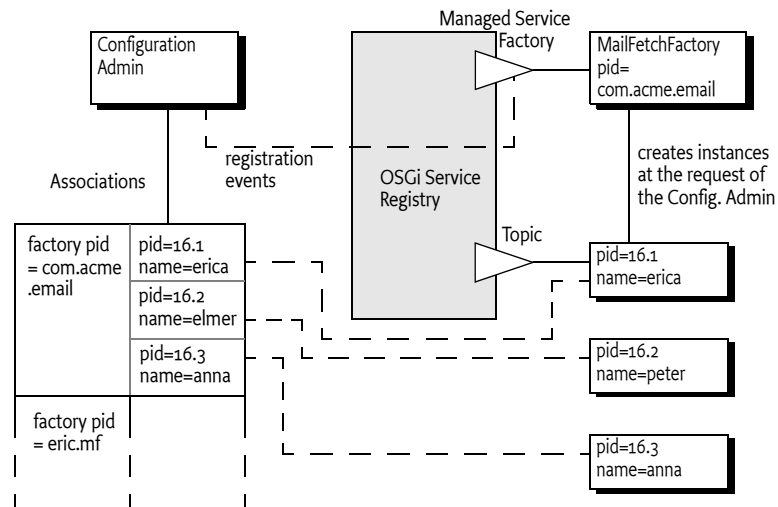 Managed Service
Factory
Configuration
Admin
MailFetchFactory
pid=
com.acme.email
registration
events
creates instances
at the request of
the Config. Admin
Associations
OSGi Service
Registry
Topic
factory pid
= com.acme
.email
pid=16.1
name=erica
pid=16.2
name=elmer
pid=16.3
name=anna
pid=16.1
name=erica
pid=16.2
name=peter
factory pid
= eric.mf
pid=16.3
name=anna